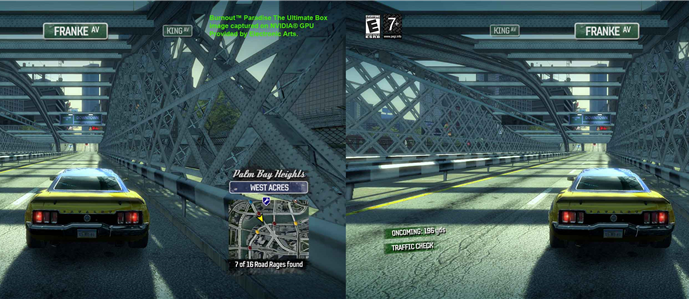 FRANKE AV
KING AV
Burnout™ Paradise The Ultimate Box
Image captured on NVIDIA® GPU
Provided by Electronic Arts.
Palm Bay Heights
WEST ACRES
7 of 16 Road Rages found
E
7
KING AV
FRANKE AV
ONCOMING: 196 yds
TRAFFIC CHECK